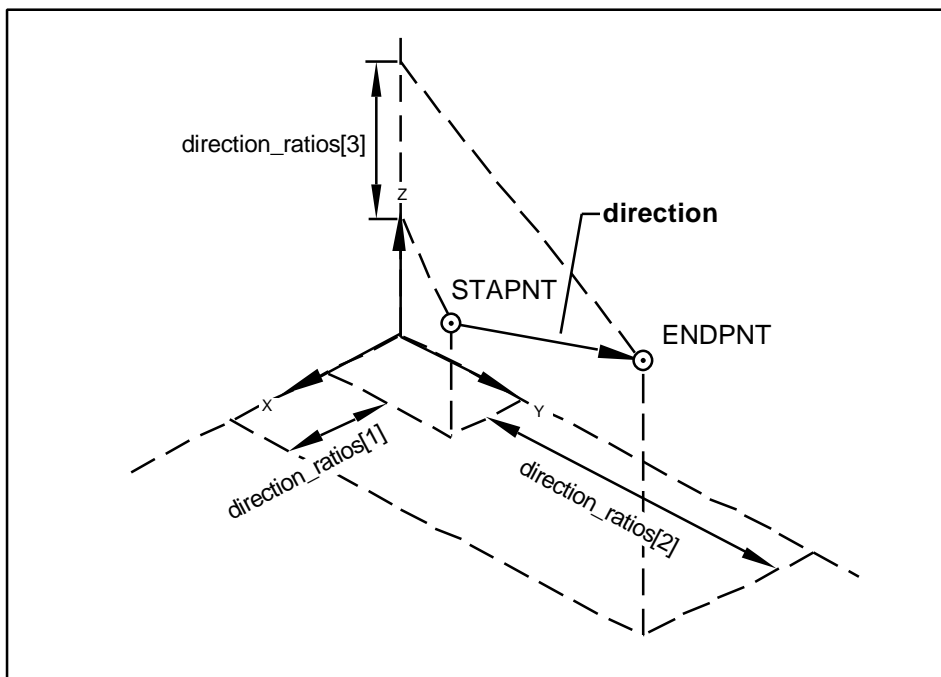 direction_ratios[3]
Z
direction
STAPNT
ENDPNT
X
Y
direction_ratios[1]
direction_ratios[2]